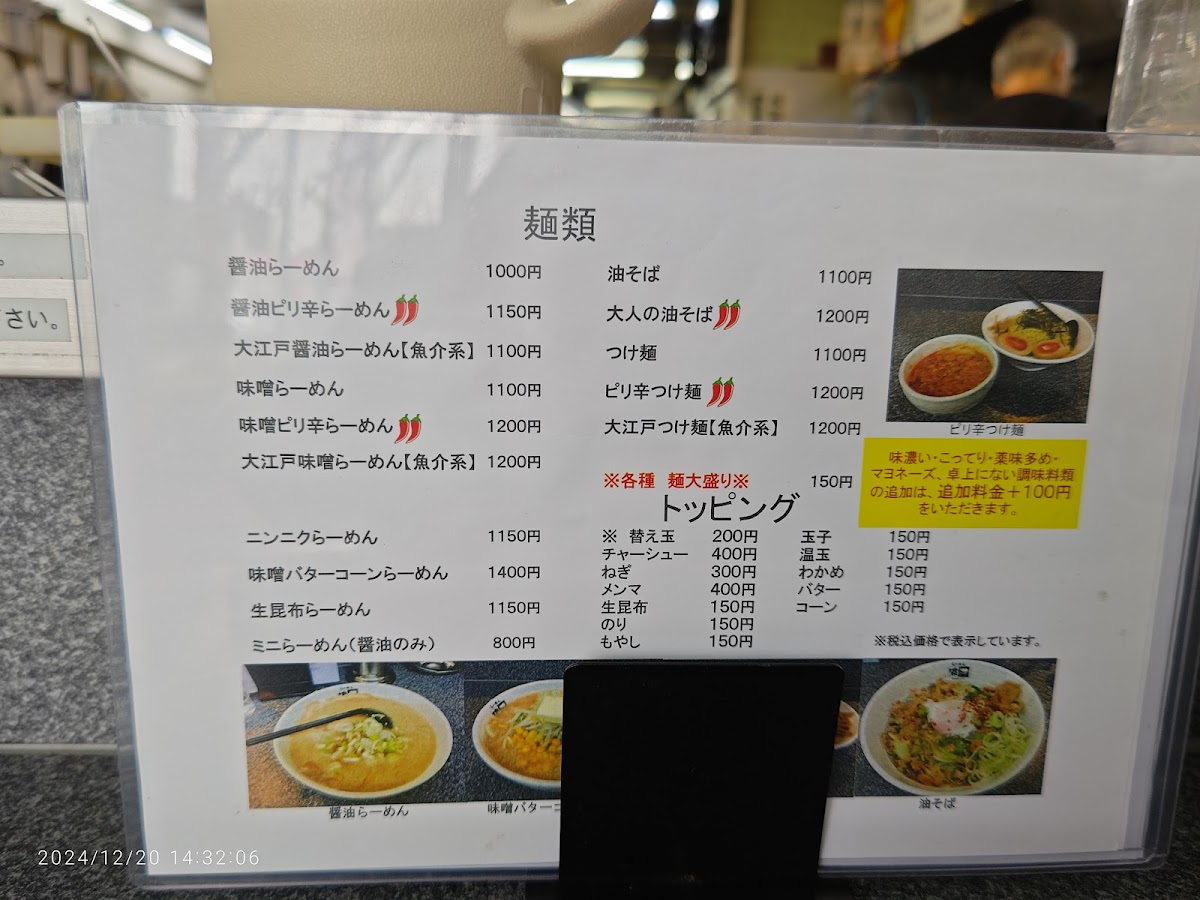 麺類
醤油らーめん 1000円
醤油ピリ辛らーめん 1150円
大江戸醤油らーめん【魚介系】 1100円
味噌らーめん 1100円
味噌ピリ辛らーめん 1200円
大江戸味噌らーめん【魚介系】 1200円
ニンニクらーめん 1150円
味噌バターコーンらーめん 1400円
生昆布らーめん 1150円
ミニらーめん(醤油のみ) 800円
油そば 1100円
大人の油そば 1200円
つけ麺 1100円
ピリ辛つけ麺 1200円
大江戸つけ麺【魚介系】 1200円
※各種 麺大盛り※ 150円
トッピング
※ 替え玉 200円
チャーシュー 400円
ねぎ 300円
メンマ 400円
生昆布 150円
のり 150円
もやし 150円
玉子 150円
温玉 150円
わかめ 150円
バター 150円
コーン 150円
※税込価格で表示しています。
ピリ辛つけ麺
味濃い・こってり・薬味多め・
マヨネーズ、卓上にない調味料類
の追加は、追加料金+100円
をいただきます。
醤油らーめん
味噌バターコ
油そば
さい。
2024/12/20 14:32:06